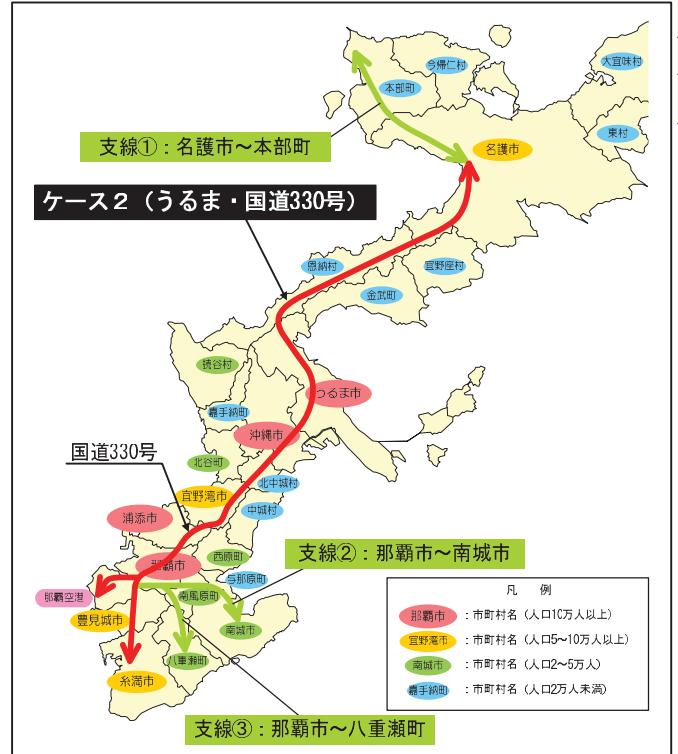 大宜味村
今帰仁村
本部町
東村
支線①：名護市～本部町
名護市
ケース２（うるま・国道330号）
恩納村
宜野座村
金武町
読谷村
うるま市
嘉手納町
沖縄市
国道330号
北谷町
北中城村
宜野湾市
中城村
浦添市
西原町
支線②：那覇市～南城市
那覇市
与那原町
那覇空港
南風原町
豊見城市
南城市
八重瀬町
糸満市
支線③：那覇市～八重瀬町
凡　例
那覇市：市町村名（人口10万人以上）
宜野湾市：市町村名（人口5～10万人以上）
南城市：市町村名（人口2～5万人）
嘉手納町：市町村名（人口2万人未満）